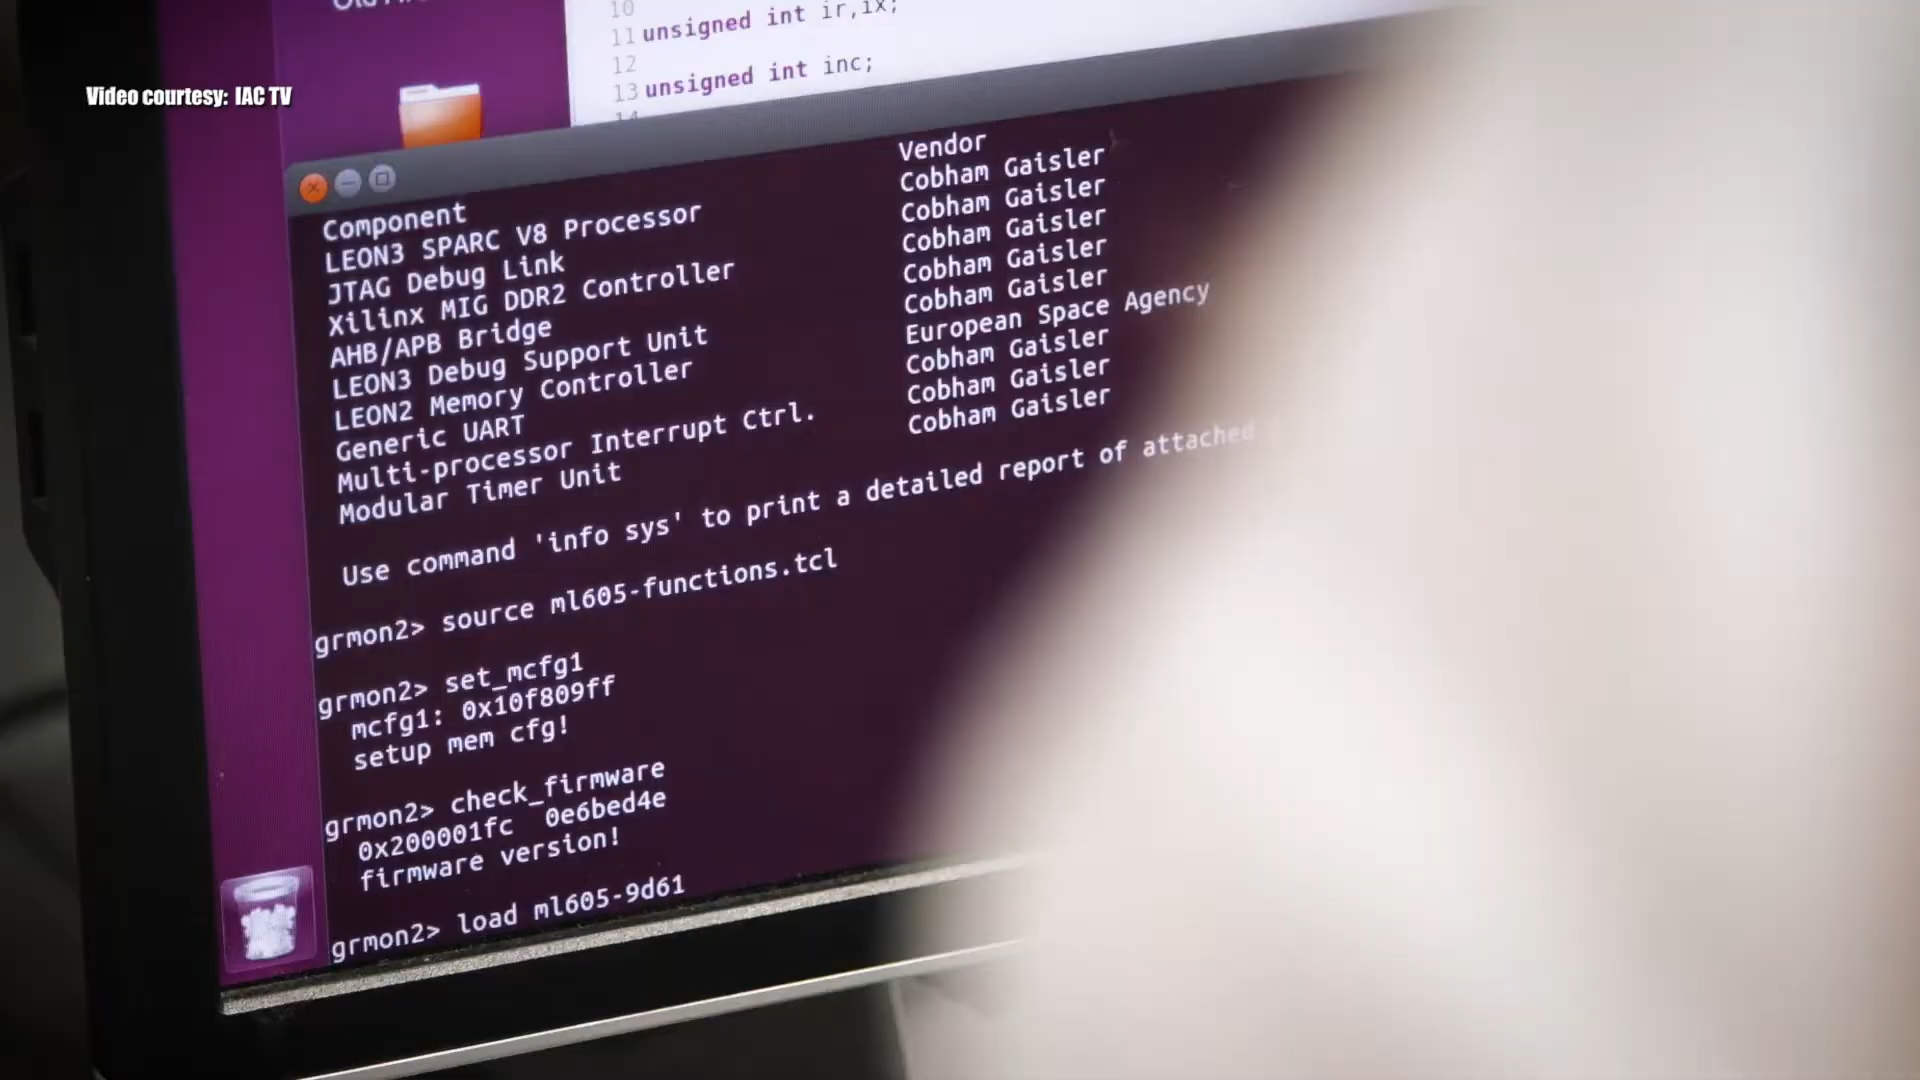 Video courtesy: IAC TV
10
11 unsigned int ir,ix;
12
13 unsigned int inc;
14
Component Vendor
LEON3 SPARC V8 Processor Cobham Gaisler
JTAG Debug Link Cobham Gaisler
Xilinx MIG DDR2 Controller Cobham Gaisler
AHB/APB Bridge Cobham Gaisler
LEON3 Debug Support Unit Cobham Gaisler
LEON2 Memory Controller European Space Agency
Generic UART Cobham Gaisler
Multi-processor Interrupt Ctrl. Cobham Gaisler
Modular Timer Unit Cobham Gaisler
Use command 'info sys' to print a detailed report of attached
grmon2> source ml605-functions.tcl
grmon2> set_mcfg1
mcfg1: 0x10f809ff
setup mem cfg!
grmon2> check_firmware
0x200001fc 0e6bed4e
firmware version!
grmon2> load ml605-9d61